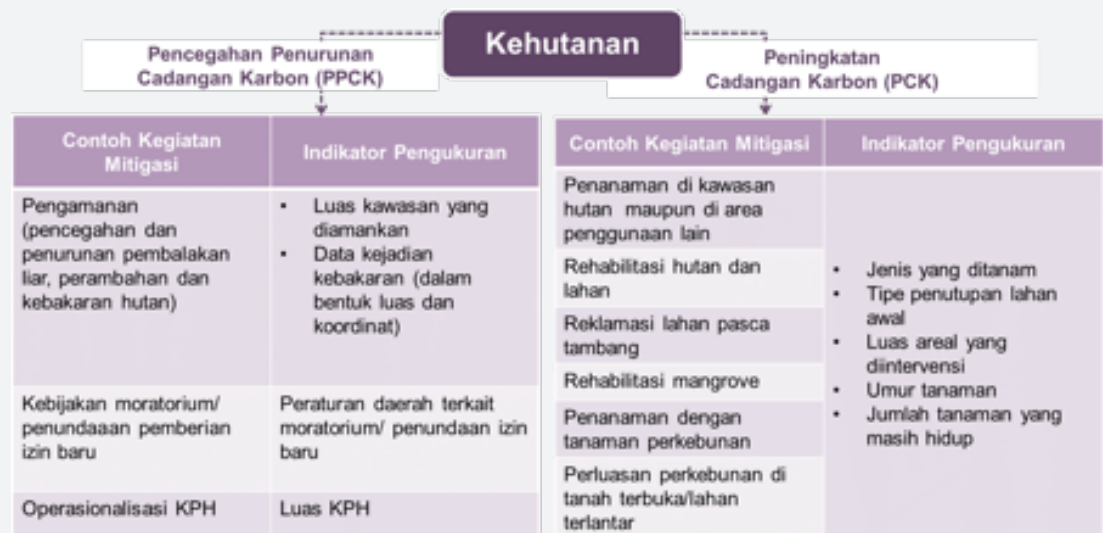 Kehutanan
Pencegahan Penurunan
Cadangan Karbon (PPCK)
Contoh Kegiatan
Mitigasi
Indikator Pengukuran
Pengamanan
(pencegahan dan
penurunan pembalakan
liar, perambahan dan
kebakaran hutan)
• Luas kawasan yang
diamankan
• Data kejadian
kebakaran (dalam
bentuk luas dan
koordinat)
Kebijakan moratorium/
penundaaan pemberian
izin baru
Peraturan daerah terkait
moratorium/ penundaan izin
baru
Operasionalisasi KPH
Luas KPH
Peningkatan
Cadangan Karbon (PCK)
Contoh Kegiatan Mitigasi
Indikator Pengukuran
Penanaman di kawasan
hutan maupun di area
penggunaan lain
Rehabilitasi hutan dan
lahan
Reklamasi lahan pasca
tambang
Rehabilitasi mangrove
Penanaman dengan
tanaman perkebunan
Perluasan perkebunan di
tanah terbuka/lahan
terlantar
• Jenis yang ditanam
• Tipe penutupan lahan
awal
• Luas areal yang
diintervensi
• Umur tanaman
• Jumlah tanaman yang
masih hidup